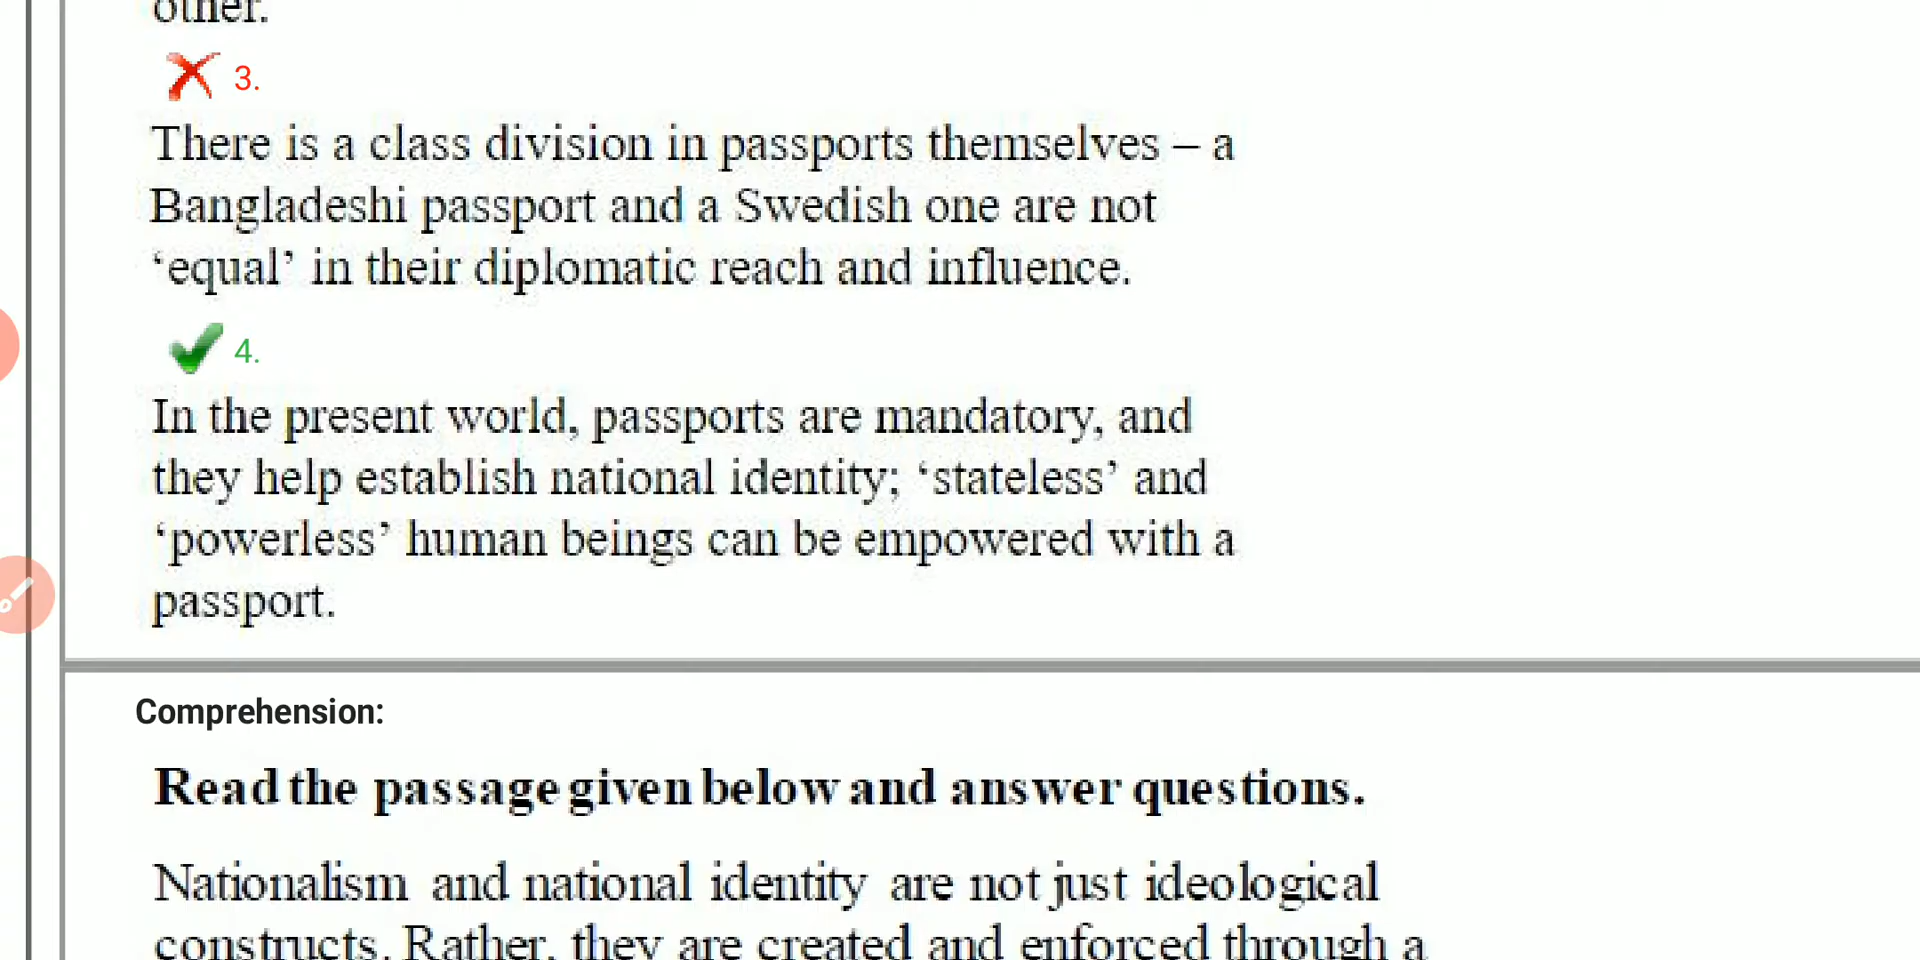 other.
3.
There is a class division in passports themselves – a
Bangladeshi passport and a Swedish one are not
‘equal’ in their diplomatic reach and influence.
4.
In the present world, passports are mandatory, and
they help establish national identity; ‘stateless’ and
‘powerless’ human beings can be empowered with a
passport.
Comprehension:
Read the passage given below and answer questions.
Nationalism and national identity are not just ideological
constructs. Rather, they are created and enforced through a